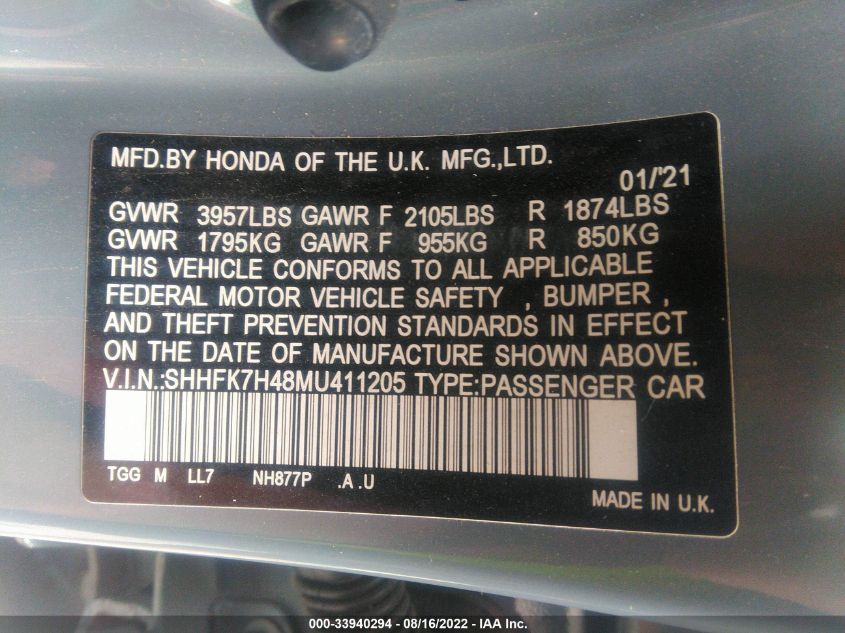 MFD.BY HONDA OF THE U.K. MFG.,LTD.
01/'21
GVWR 3957LBS GAWR F 2105LBS R 1874LBS
GVWR 1795KG GAWR F 955KG R 850KG
THIS VEHICLE CONFORMS TO ALL APPLICABLE
FEDERAL MOTOR VEHICLE SAFETY , BUMPER ,
AND THEFT PREVENTION STANDARDS IN EFFECT
ON THE DATE OF MANUFACTURE SHOWN ABOVE.
V.I.N.:SHHFK7H48MU411205 TYPE:PASSENGER CAR
TGG M LL7 NH877P .A .U
MADE IN U.K.
000-33940294 - 08/16/2022 - IAA Inc.